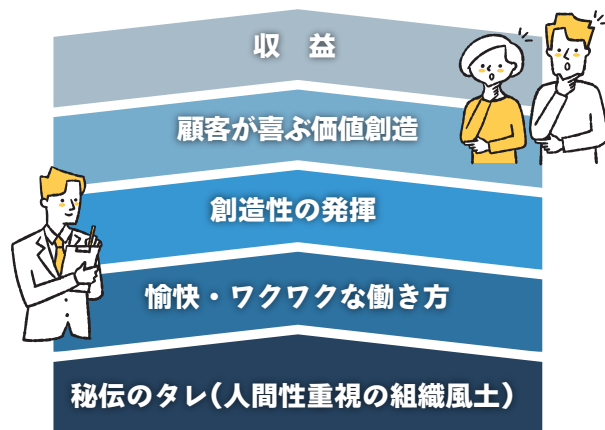 収　益
顧客が喜ぶ価値創造
創造性の発揮
愉快・ワクワクな働き方
秘伝のタレ(人間性重視の組織風土)